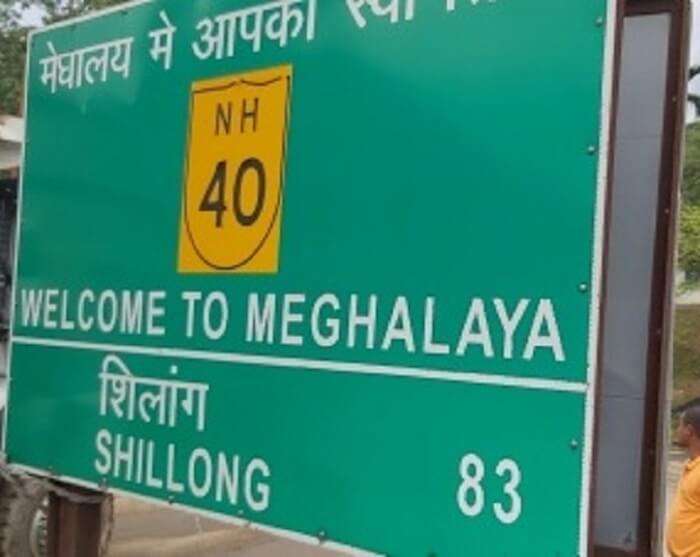 मेघालय मे आपका
NH
40
WELCOME TO MEGHALAYA
शिलांग
SHILLONG 83